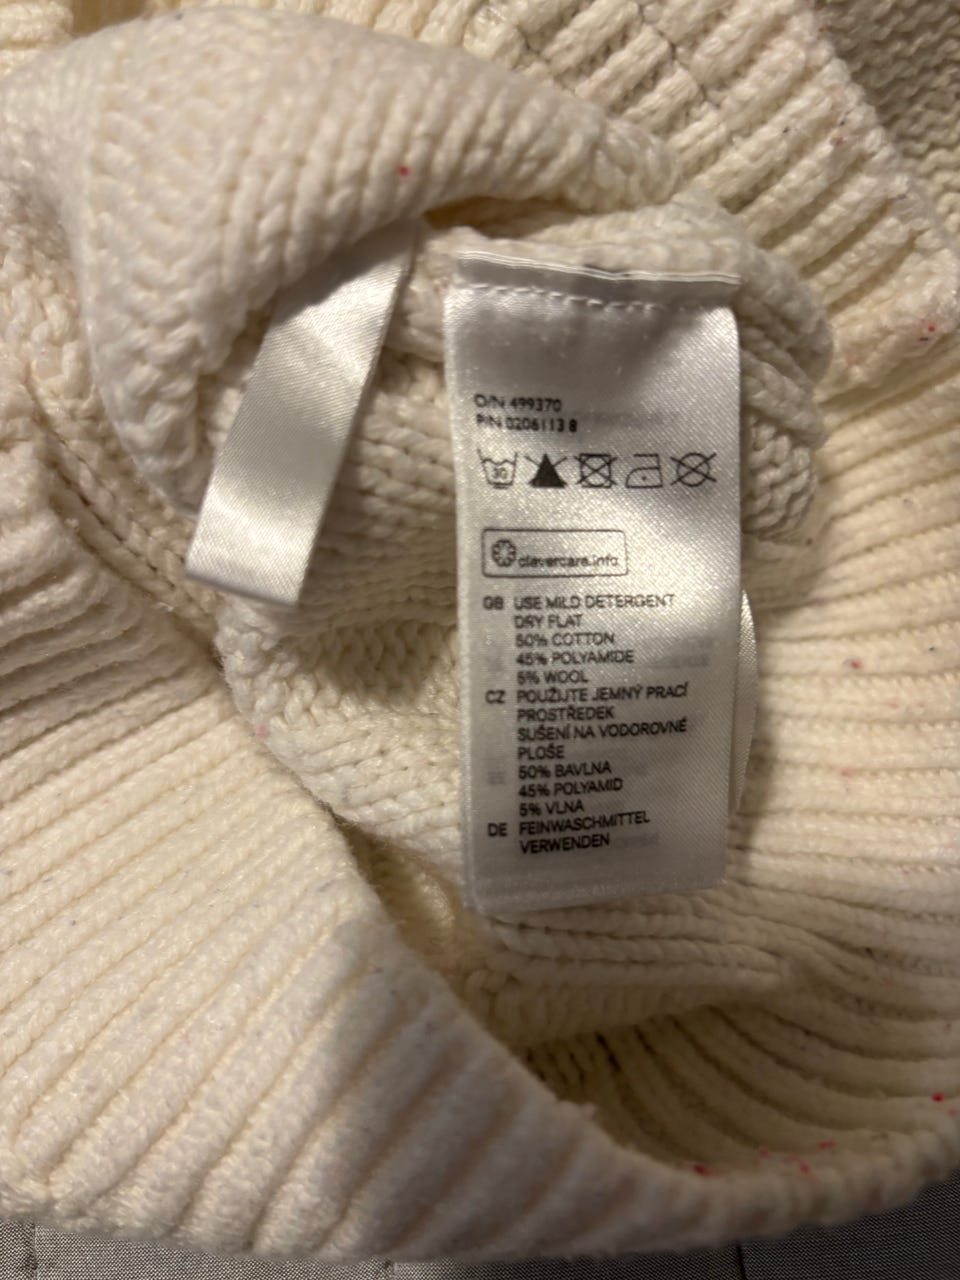 O/N 499370
P/N 0206113 8
30
clevercare.info
GB USE MILD DETERGENT
DRY FLAT
50% COTTON
45% POLYAMIDE
5% WOOL
CZ POUŽIJTE JEMNÝ PRACÍ
PROSTŘEDEK
SUŠENÍ NA VODOROVNÉ
PLOŠE
50% BAVLNA
45% POLYAMID
5% VLNA
DE FEINWASCHMITTEL
VERWENDEN